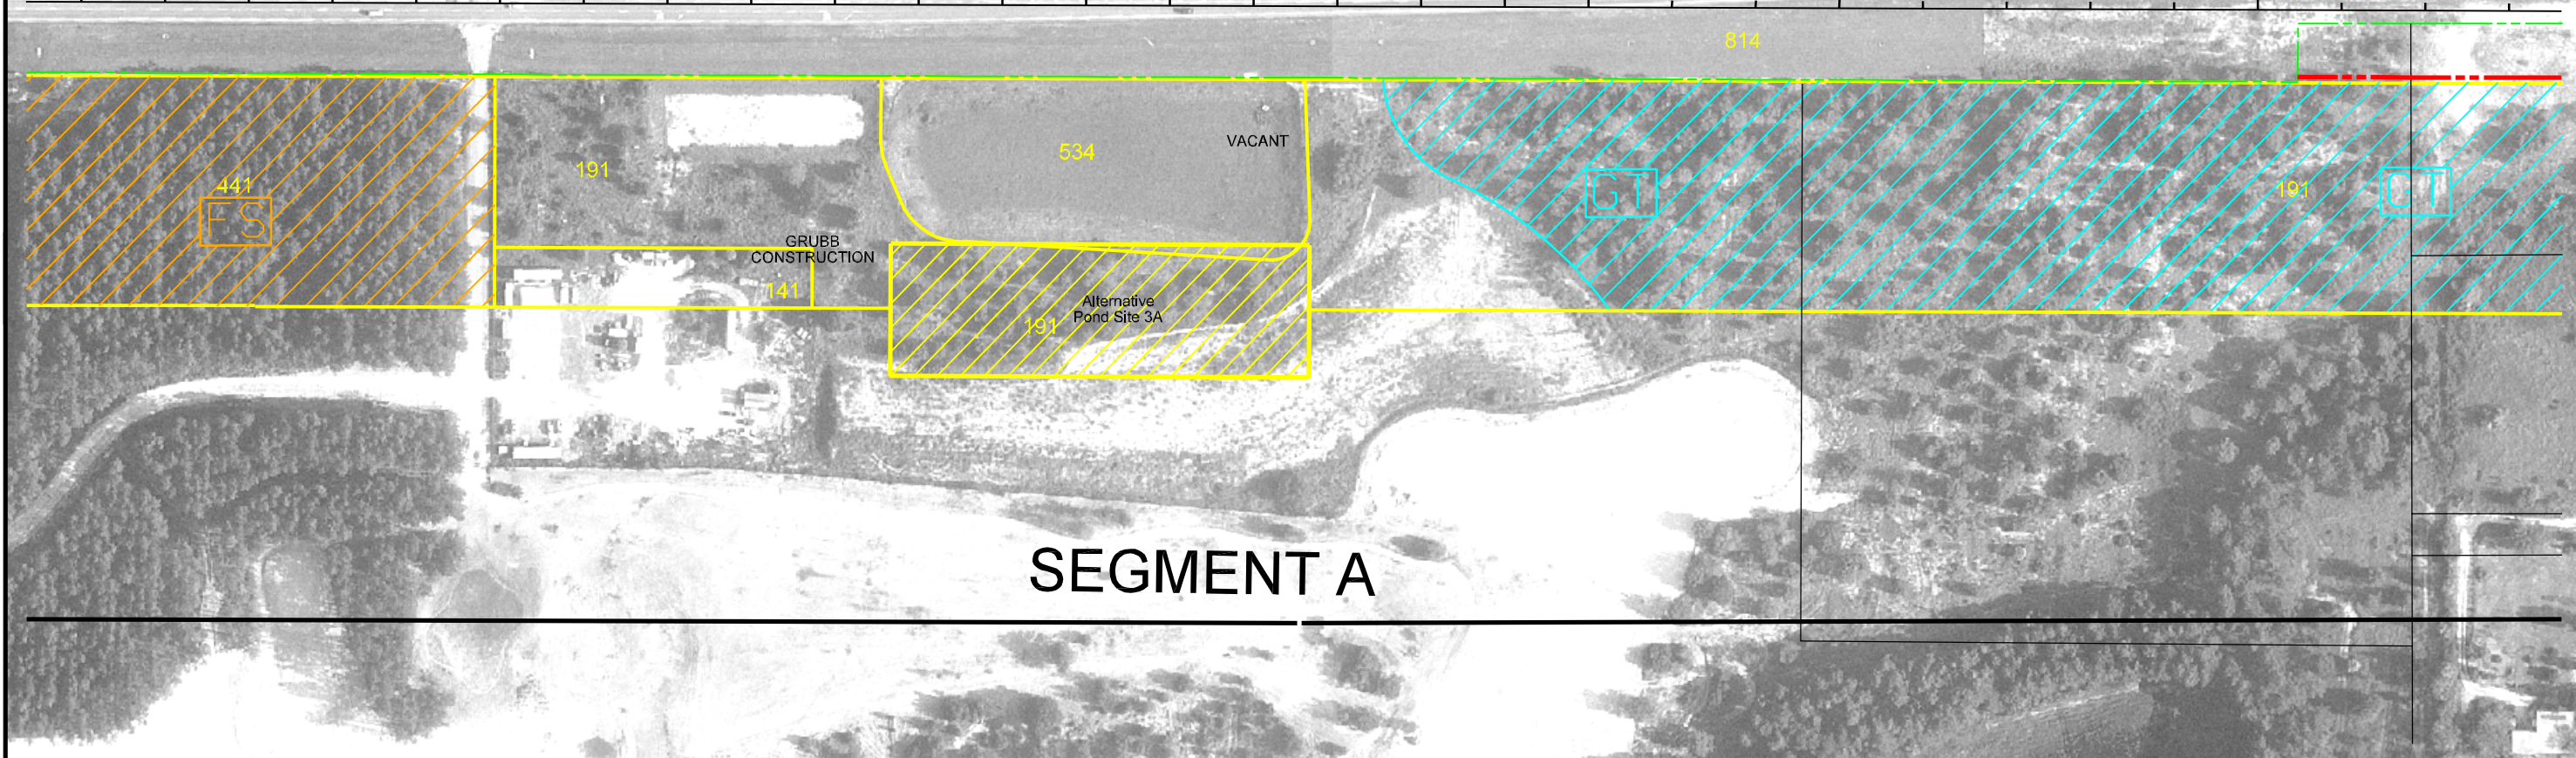 814
534
VACANT
191
441
FS
GT
191
GT
GRUBB
CONSTRUCTION
141
Alternative
Pond Site 3A
191
SEGMENT A